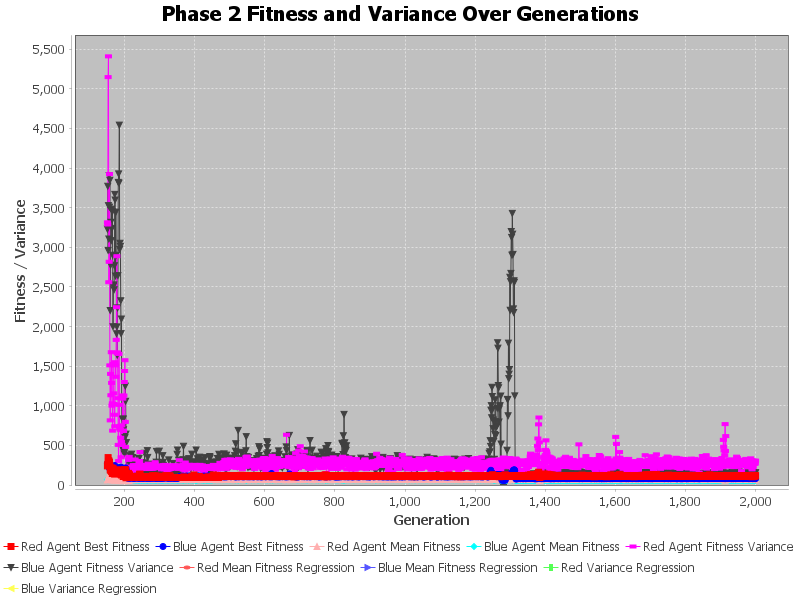 Phase 2 Fitness and Variance Over Generations
Fitness / Variance
5,500
5,000
4,500
4,000
3,500
3,000
2,500
2,000
1,500
1,000
500
0
200 400 600 800 1,000 1,200 1,400 1,600 1,800 2,000
Generation
Red Agent Best Fitness Blue Agent Best Fitness Red Agent Mean Fitness Blue Agent Mean Fitness Red Agent Fitness Variance
Blue Agent Fitness Variance Red Mean Fitness Regression Blue Mean Fitness Regression Red Variance Regression
Blue Variance Regression